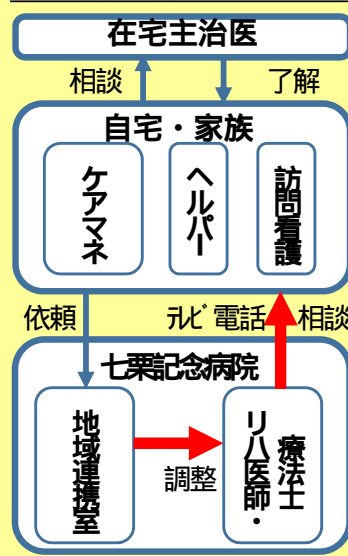 在宅主治医
相談
了解
自宅・家族
ケアマネ
ヘルパー
訪問看護
依頼
ﾃﾚﾋﾞ電話
相談
七栗記念病院
地域連携室
調整
リハ医師・
療法士